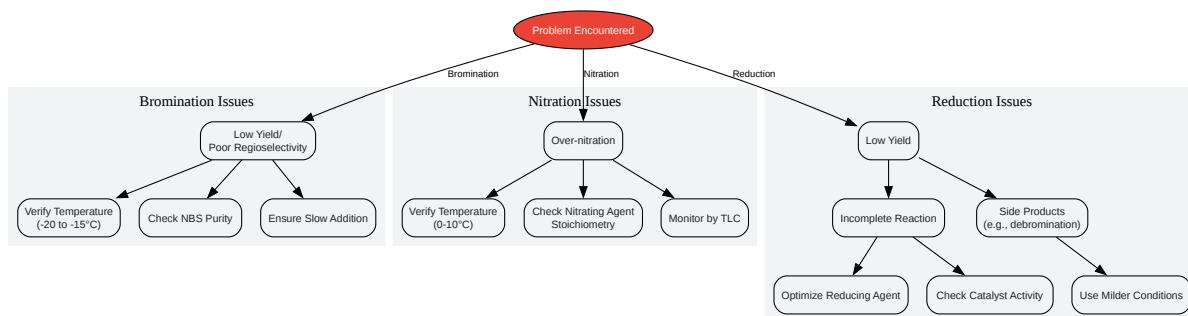 Problem Encountered
Bromination
Nitration
Reduction
Bromination Issues
Nitration Issues
Reduction Issues
Low Yield/
Poor Regioselectivity
Over-nitration
Low Yield
Verify Temperature
(-20 to -15°C)
Check NBS Purity
Ensure Slow Addition
Verify Temperature
(0-10°C)
Check Nitrating Agent
Stoichiometry
Monitor by TLC
Incomplete Reaction
Side Products
(e.g., debromination)
Optimize Reducing Agent
Check Catalyst Activity
Use Milder Conditions